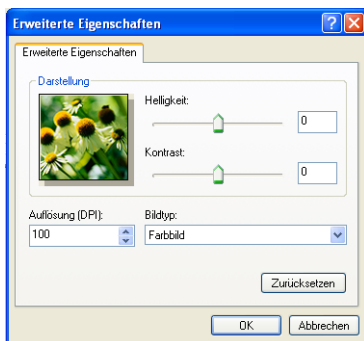 Erweiterte Eigenschaften
Erweiterte Eigenschaften
Darstellung
Helligkeit:
0
Kontrast:
0
Auflösung (DPI):
Bildtyp:
100
Farbbild
Zurücksetzen
OK
Abbrechen